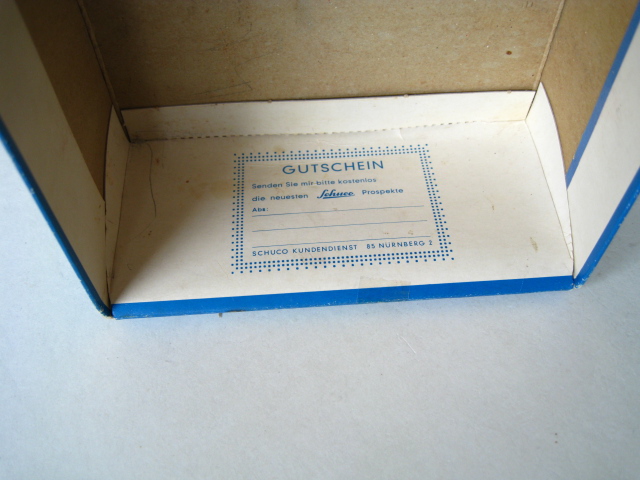 GUTSCHEIN
Senden Sie mir bitte kostenlos
die neuesten Schuco Prospekte
Abs:
SCHUCO KUNDENDIENST 85 NÜRNBERG 2